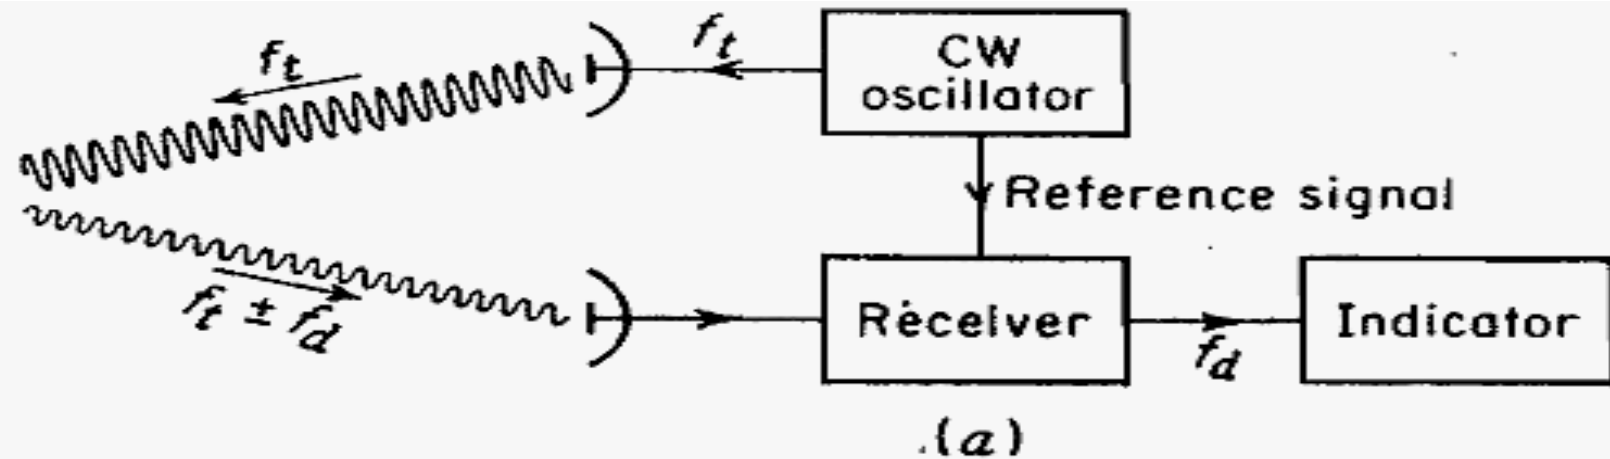 f_t
f_t
CW
oscillator
Reference signal
f_t ± f_d
Receiver
f_d
Indicator
(a)